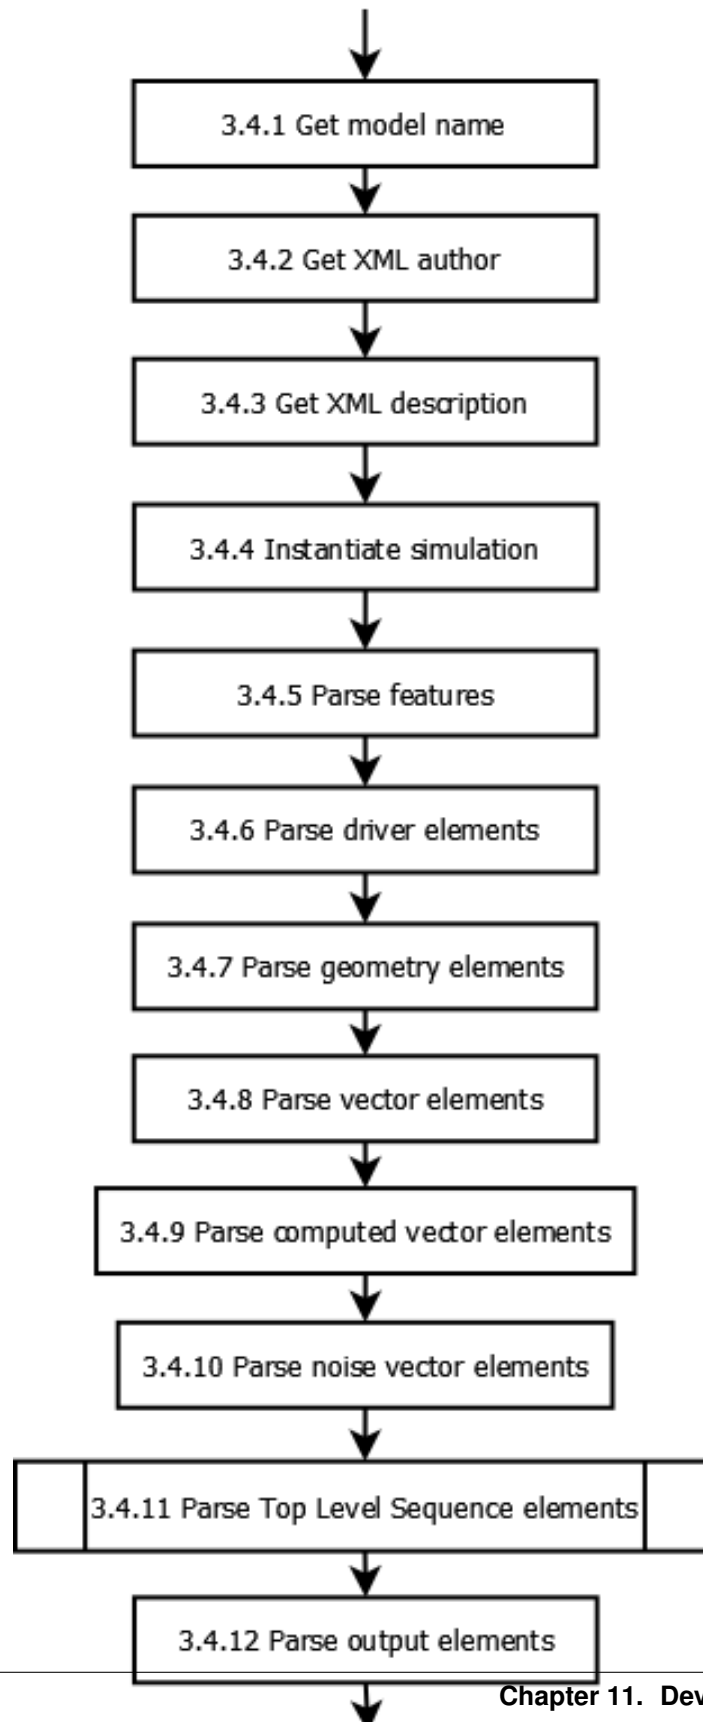 3.4.1 Get model name
3.4.2 Get XML author
3.4.3 Get XML description
3.4.4 Instantiate simulation
3.4.5 Parse features
3.4.6 Parse driver elements
3.4.7 Parse geometry elements
3.4.8 Parse vector elements
3.4.9 Parse computed vector elements
3.4.10 Parse noise vector elements
3.4.11 Parse Top Level Sequence elements
3.4.12 Parse output elements
Chapter 11. Dev